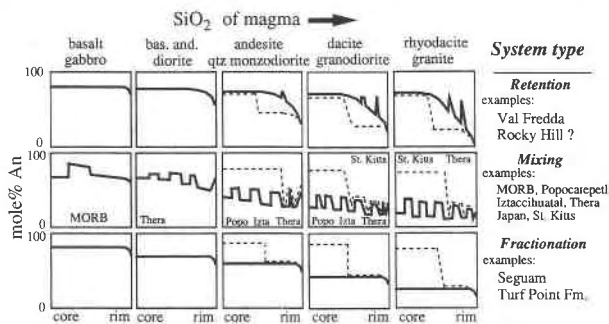 SiO2 of magma
basalt bas. and. andesite dacite rhyodacite System type
gabbro diorite qtz monzodiorite granodiorite granite
100
0
Retention
examples:
Val Fredda
Rocky Hill ?
mole% An
100
0
MORB
Thera
Popo Izta Thera
St. Kitts
Popo Izta Thera
St. Kitts Thera
Mixing
examples:
MORB, Popocatepetl
Iztaccihuatal, Thera
Japan, St. Kitts
100
0
Fractionation
examples:
Seguam
Turf Point Fm.
core rim core rim core rim core rim core rim